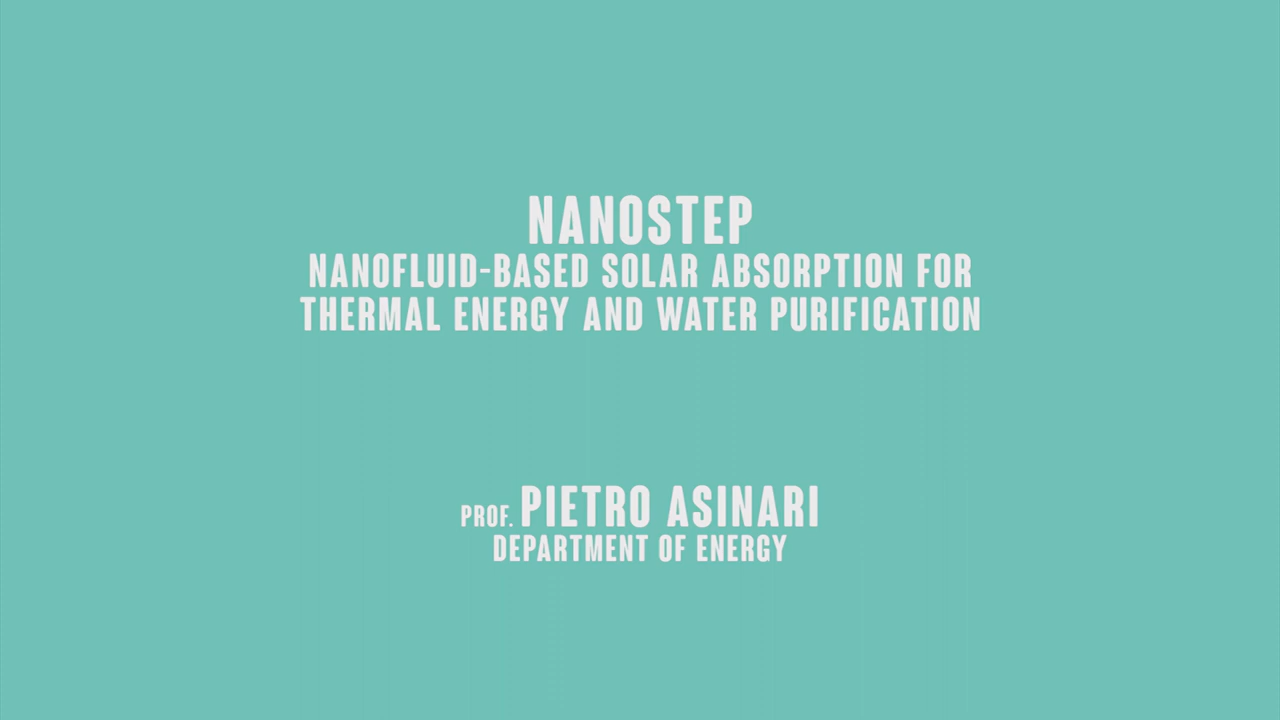 NANOSTEP
NANOFLUID-BASED SOLAR ABSORPTION FOR
THERMAL ENERGY AND WATER PURIFICATION
PROF. PIETRO ASINARI
DEPARTMENT OF ENERGY